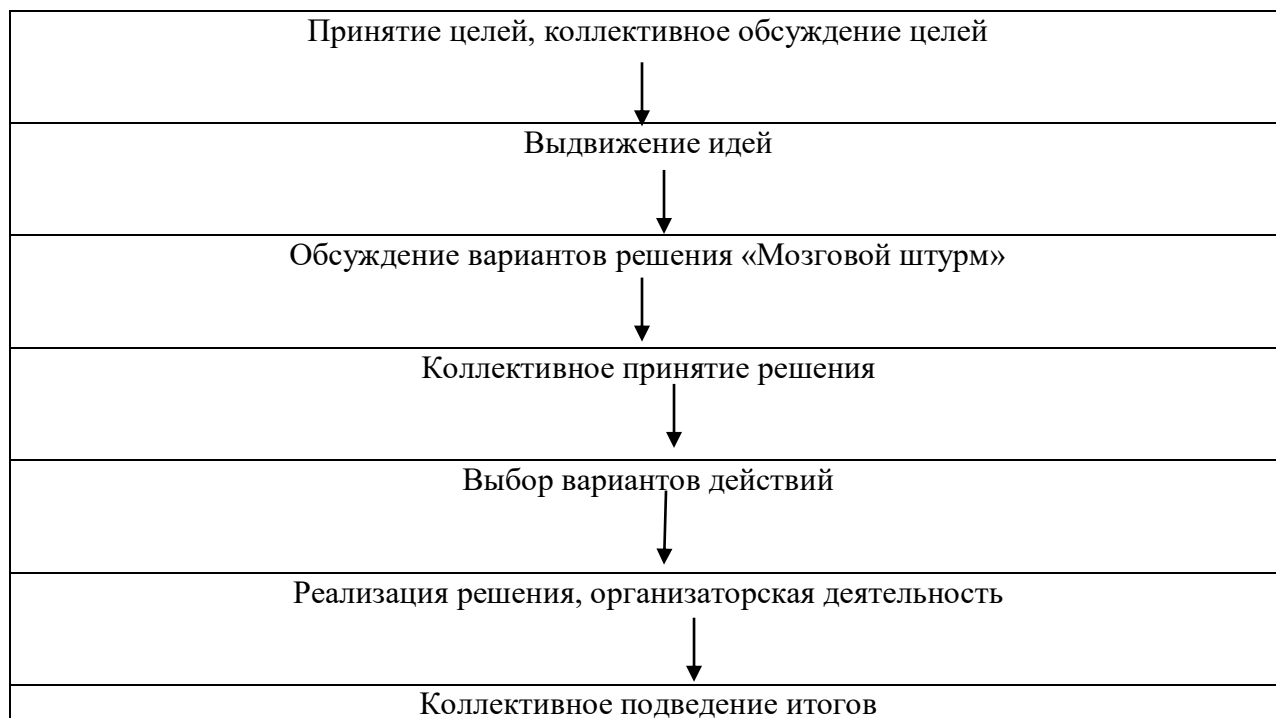 Принятие целей, коллективное обсуждение целей
Выдвижение идей
Обсуждение вариантов решения «Мозговой штурм»
Коллективное принятие решения
Выбор вариантов действий
Реализация решения, организаторская деятельность
Коллективное подведение итогов